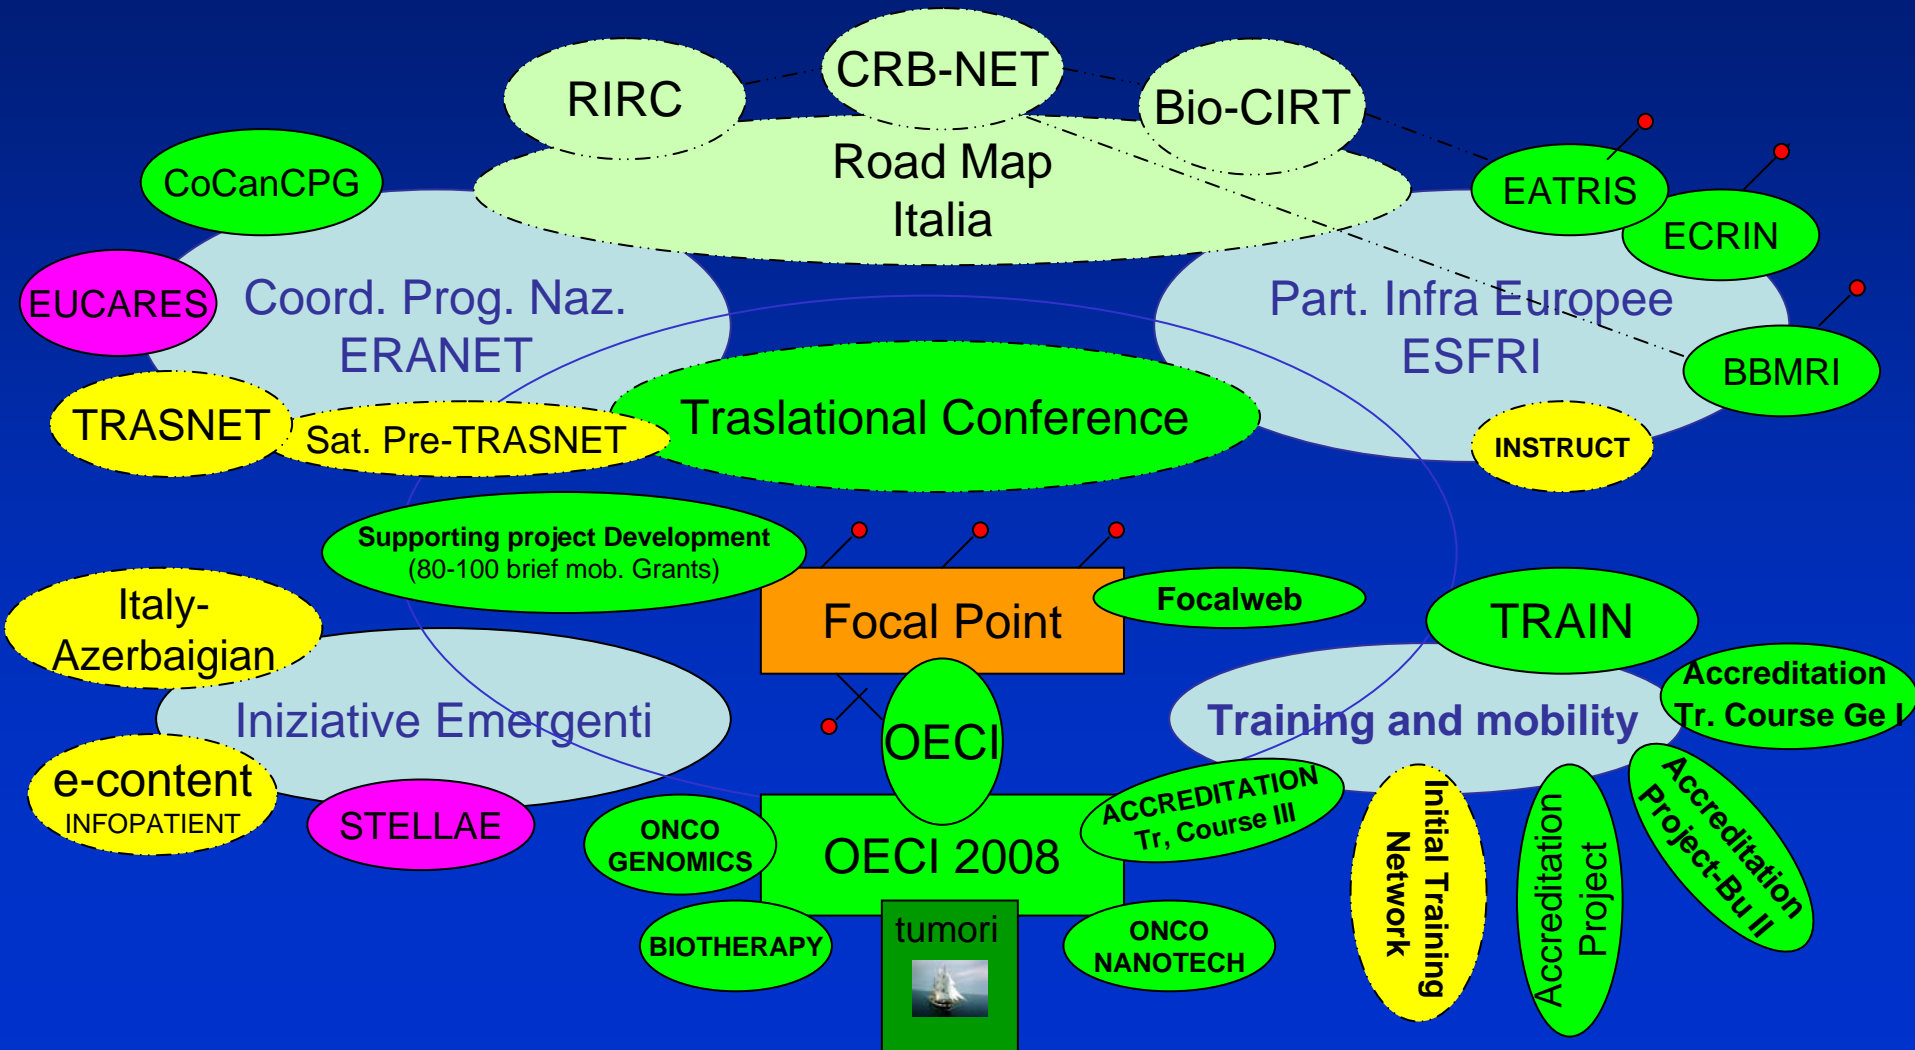 RIRC
CRB-NET
Bio-CIRT
Road Map
Italia
CoCanCPG
EUCARES
Coord. Prog. Naz.
ERANET
TRASNET
Sat. Pre-TRASNET
Traslational Conference
Part. Infra Europee
ESFRI
EATRIS
ECRIN
BBMRI
INSTRUCT
Supporting project Development
(80-100 brief mob. Grants)
Focal Point
Focalweb
Italy-
Azerbaigian
Iniziative Emergenti
e-content
INFOPATIENT
STELLAE
OECI
OECI 2008
ONCO
GENOMICS
BIOTHERAPY
tumori
ONCO
NANOTECH
ACCREDITATION
Tr, Course III
TRAIN
Training and mobility
Accreditation
Tr. Course Ge I
Accreditation
Project-Bu II
Accreditation
Project
Initial Training
Network